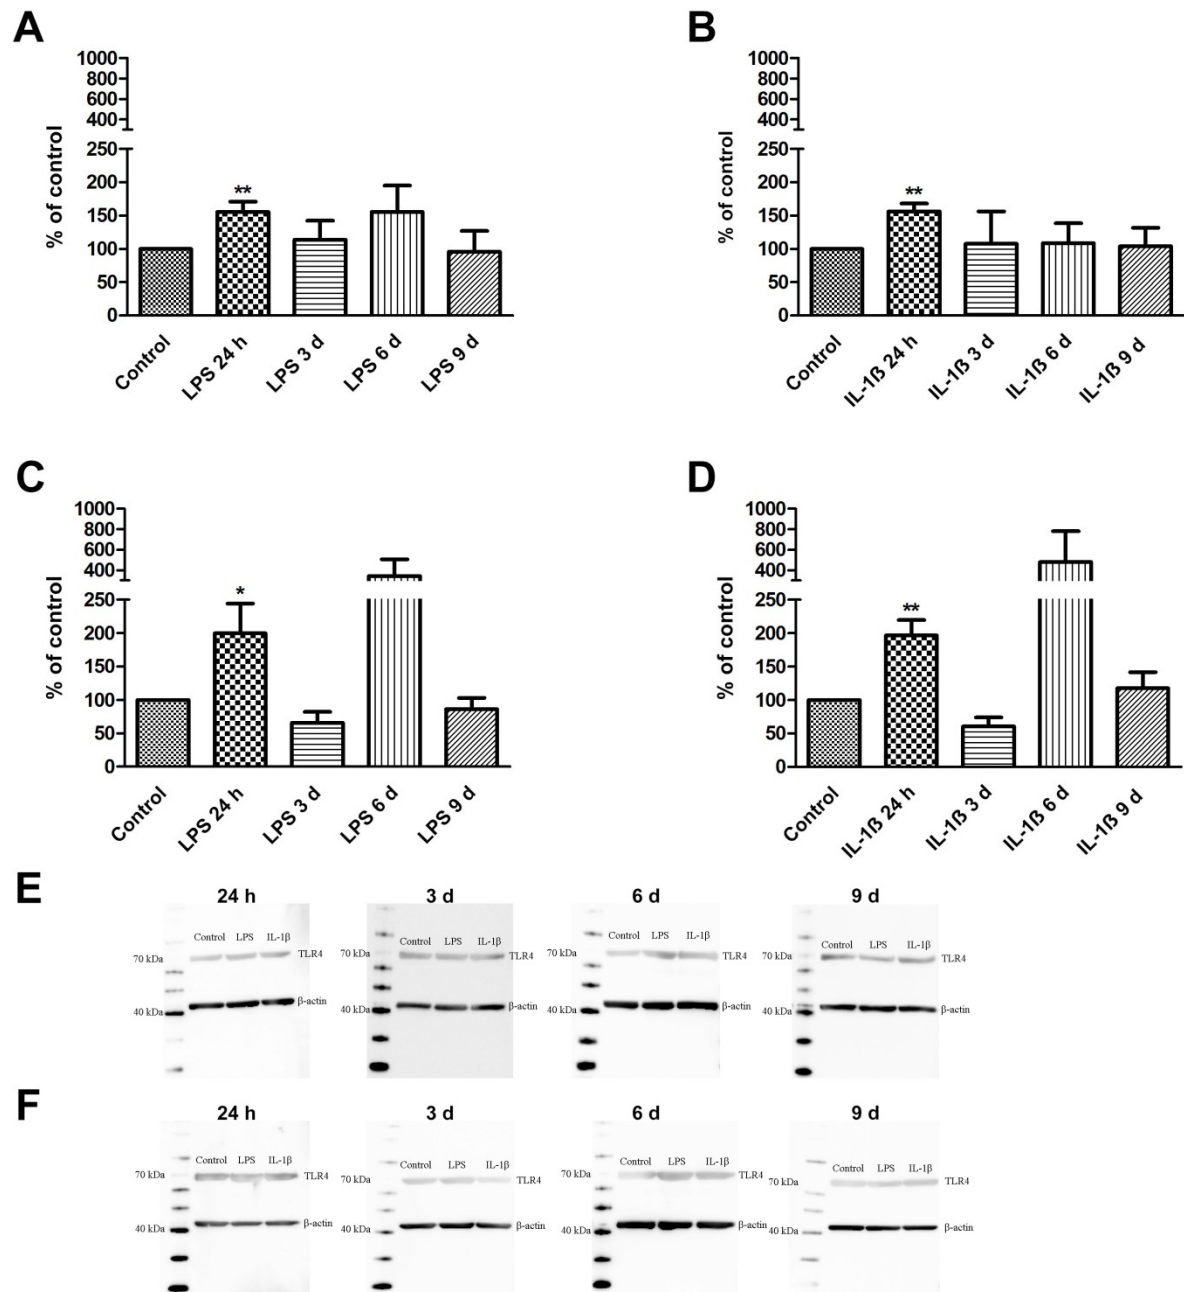 A
1000
800
600
400
250
200
150
100
50
0
% of control
**
Control
LPS 24 h
LPS 3 d
LPS 6 d
LPS 9 d
B
1000
800
600
400
250
200
150
100
50
0
% of control
**
Control
IL-1ß 24 h
IL-1ß 3 d
IL-1ß 6 d
IL-1ß 9 d
C
1000
800
600
400
250
200
150
100
50
0
% of control
*
Control
LPS 24 h
LPS 3 d
LPS 6 d
LPS 9 d
D
1000
800
600
400
250
200
150
100
50
0
% of control
**
Control
IL-1ß 24 h
IL-1ß 3 d
IL-1ß 6 d
IL-1ß 9 d
E
24 h
Control LPS IL-1β
70 kDa TLR4
40 kDa β-actin
3 d
Control LPS IL-1β
70 kDa TLR4
40 kDa β-actin
6 d
Control LPS IL-1β
70 kDa TLR4
40 kDa β-actin
9 d
Control LPS IL-1β
70 kDa TLR4
40 kDa β-actin
F
24 h
Control LPS IL-1β
70 kDa TLR4
40 kDa β-actin
3 d
Control LPS IL-1β
70 kDa TLR4
40 kDa β-actin
6 d
Control LPS IL-1β
70 kDa TLR4
40 kDa β-actin
9 d
Control LPS IL-1β
70 kDa TLR4
40 kDa β-actin